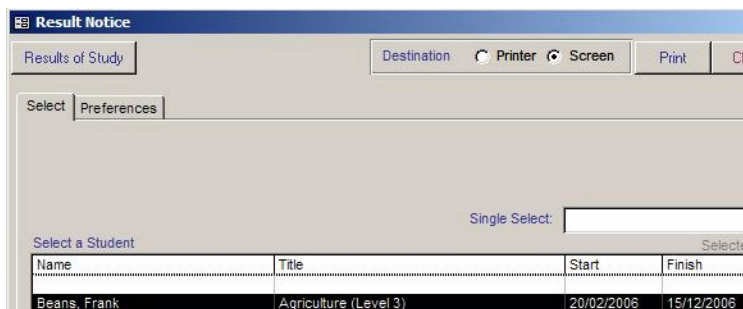 Result Notice
Results of Study Destination Printer Screen Print
Select Preferences
Single Select:
Select a Student
Name Title Start Finish
Beans, Frank Agriculture (Level 3) 20/02/2006 15/12/2006